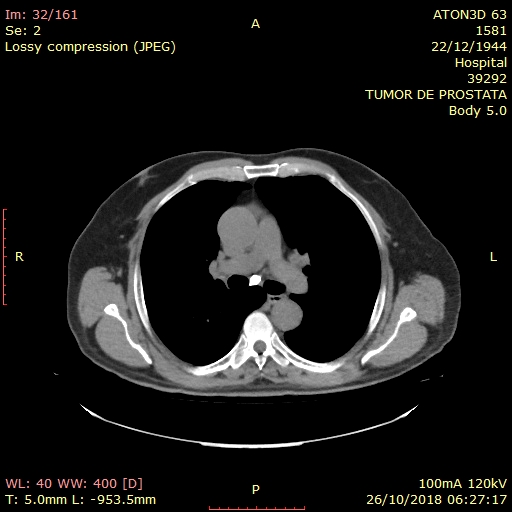 Im: 32/161
Se: 2
Lossy compression (JPEG)
A
ATON3D 63
1581
22/12/1944
Hospital
39292
TUMOR DE PROSTATA
Body 5.0
R
L
WL: 40 WW: 400 [D]
T: 5.0mm L: -953.5mm
P
100mA 120kV
26/10/2018 06:27:17